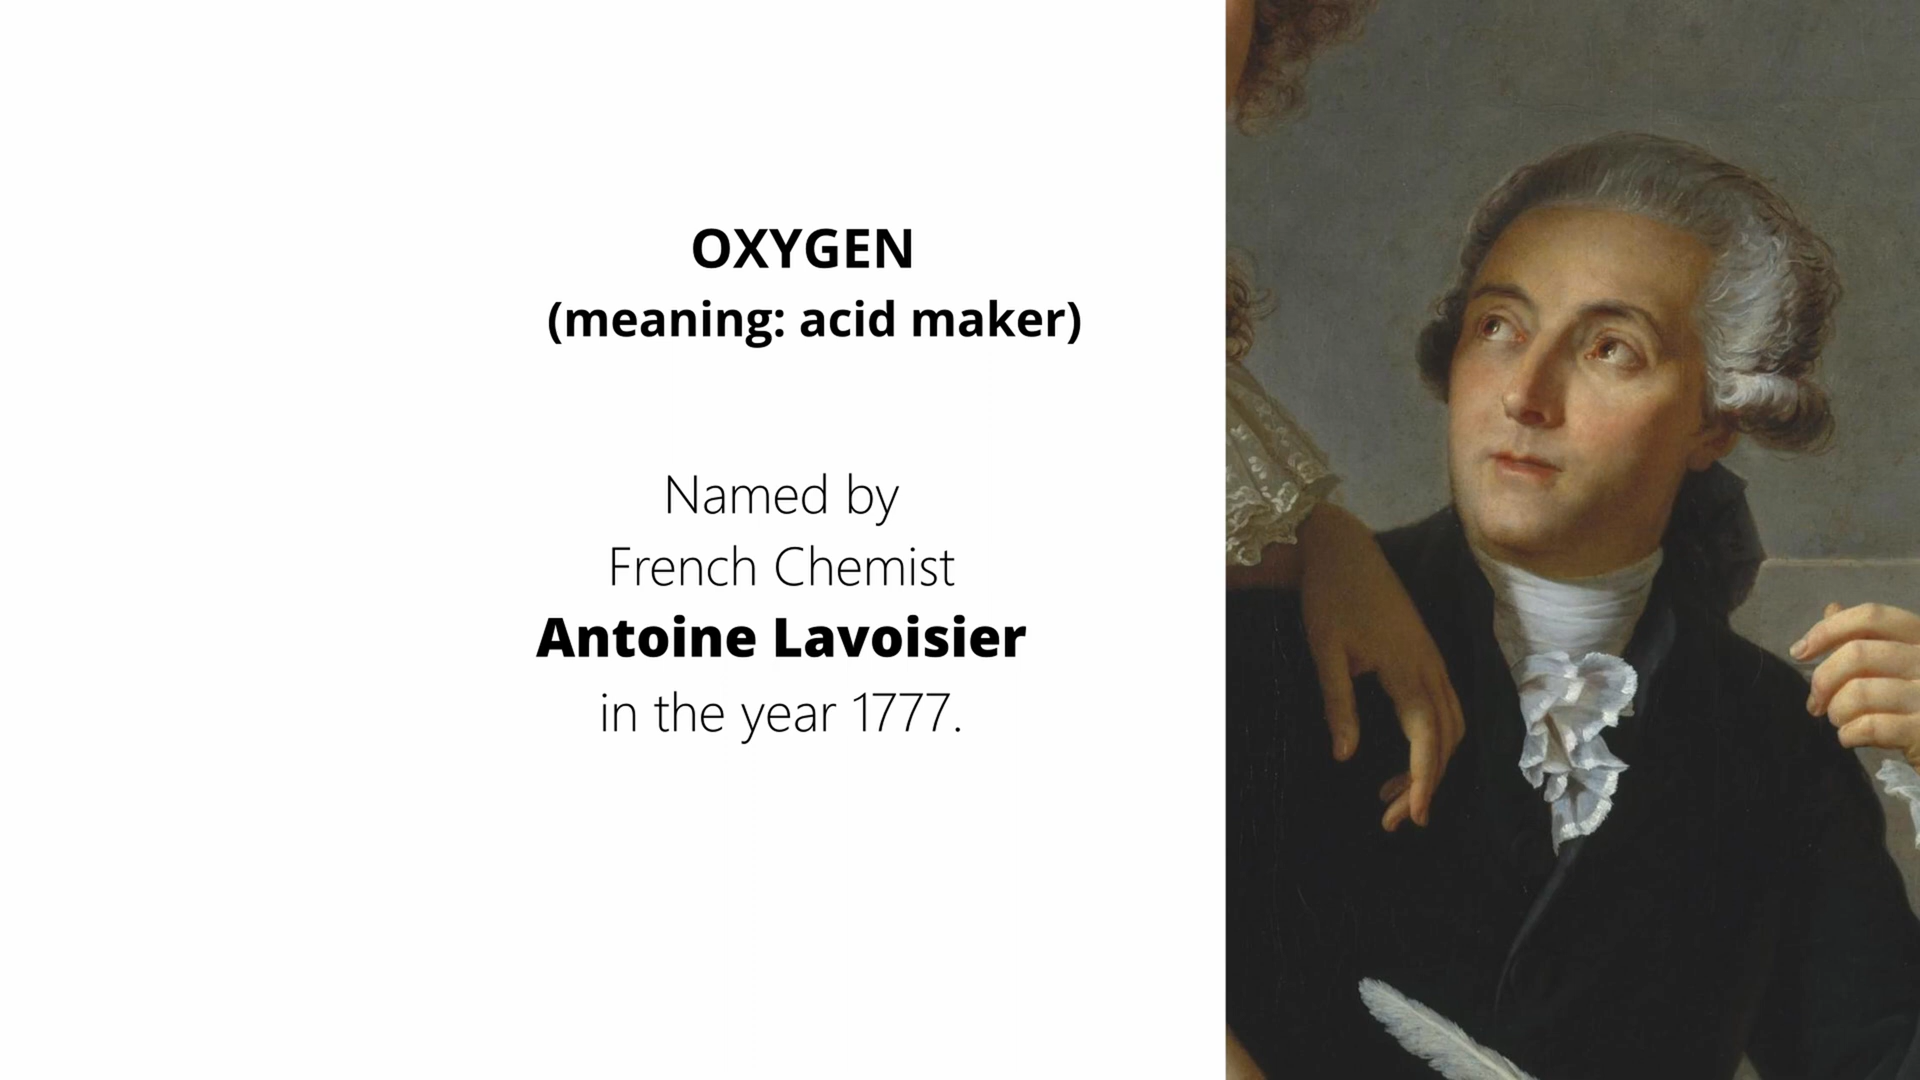 OXYGEN
(meaning: acid maker)
Named by
French Chemist
Antoine Lavoisier
in the year 1777.